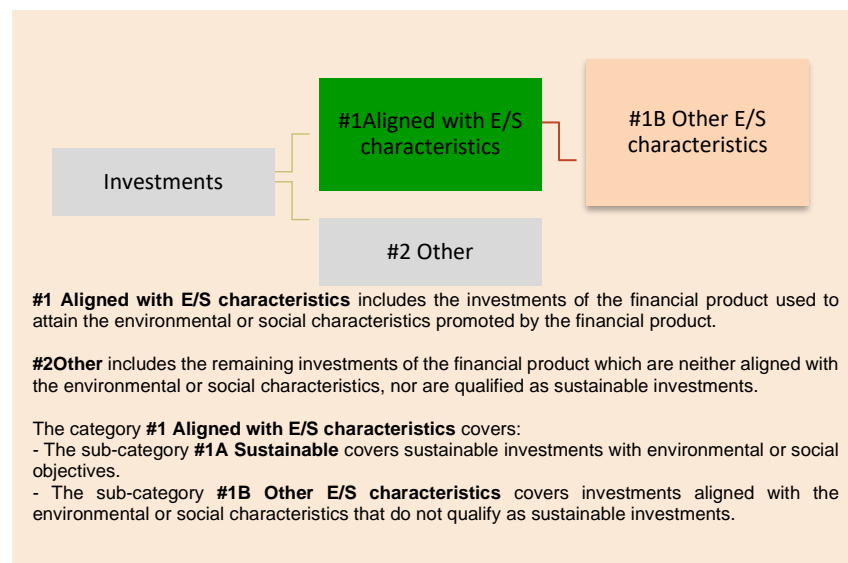 #1Aligned with E/S
characteristics
#1B Other E/S
characteristics
Investments
#2 Other
#1 Aligned with E/S characteristics includes the investments of the financial product used to
attain the environmental or social characteristics promoted by the financial product.
#2Other includes the remaining investments of the financial product which are neither aligned with
the environmental or social characteristics, nor are qualified as sustainable investments.
The category #1 Aligned with E/S characteristics covers:
- The sub-category #1A Sustainable covers sustainable investments with environmental or social
objectives.
- The sub-category #1B Other E/S characteristics covers investments aligned with the
environmental or social characteristics that do not qualify as sustainable investments.